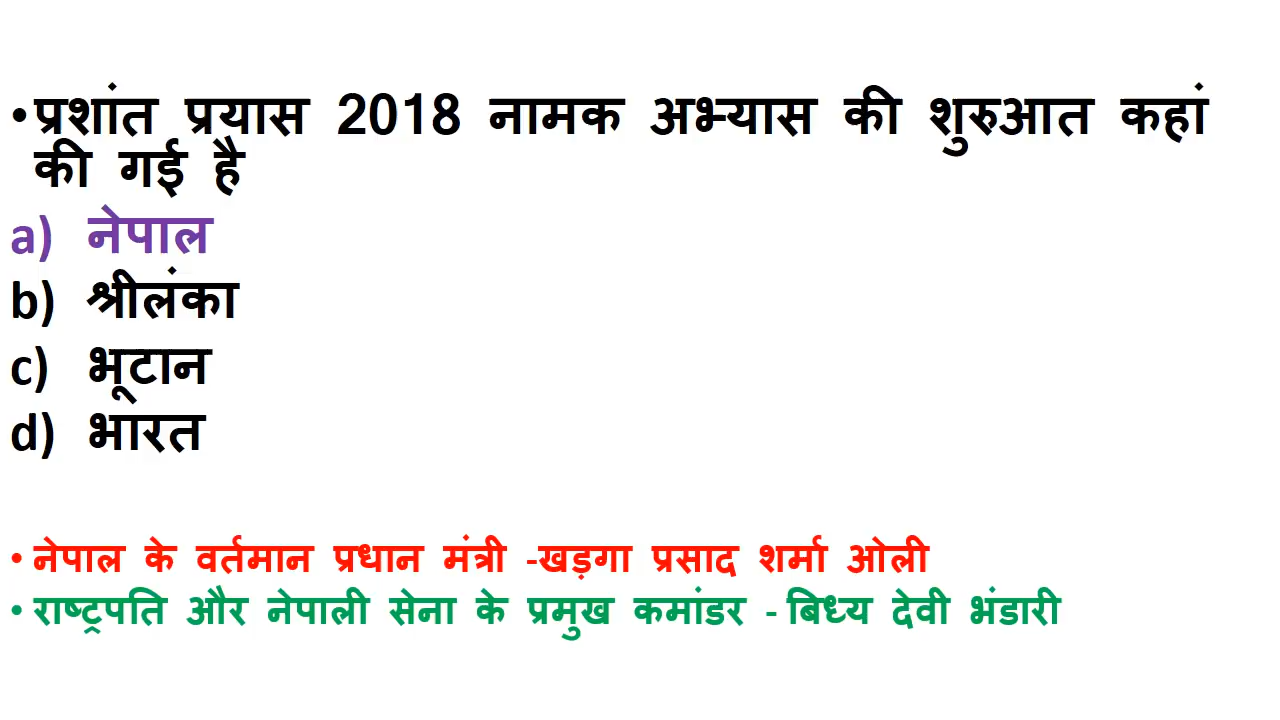 •प्रशांत प्रयास 2018 नामक अभ्यास की शुरुआत कहां
की गई है
a) नेपाल
b) श्रीलंका
c) भूटान
d) भारत
• नेपाल के वर्तमान प्रधान मंत्री -खड़गा प्रसाद शर्मा ओली
• राष्ट्रपति और नेपाली सेना के प्रमुख कमांडर - बिध्य देवी भंडारी